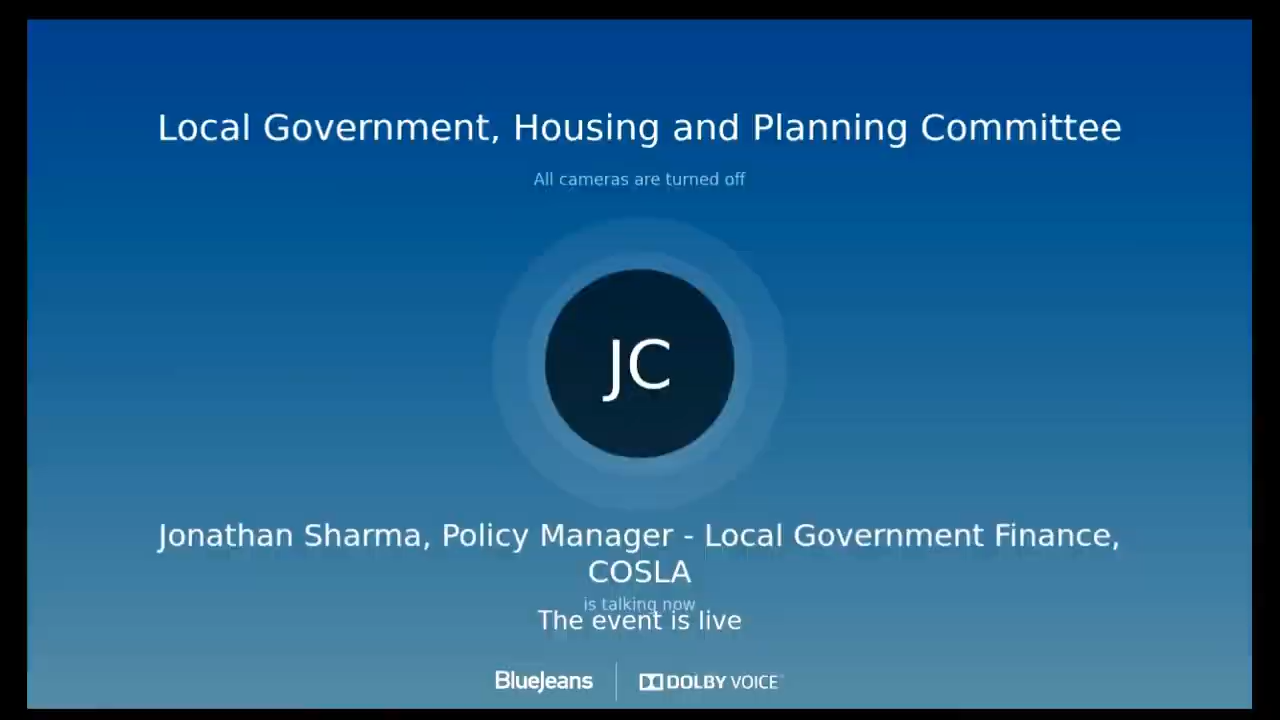 Local Government, Housing and Planning Committee
All cameras are turned off
JC
Jonathan Sharma, Policy Manager - Local Government Finance,
COSLA
is talking now
The event is live
BlueJeans
DOLBY VOICE